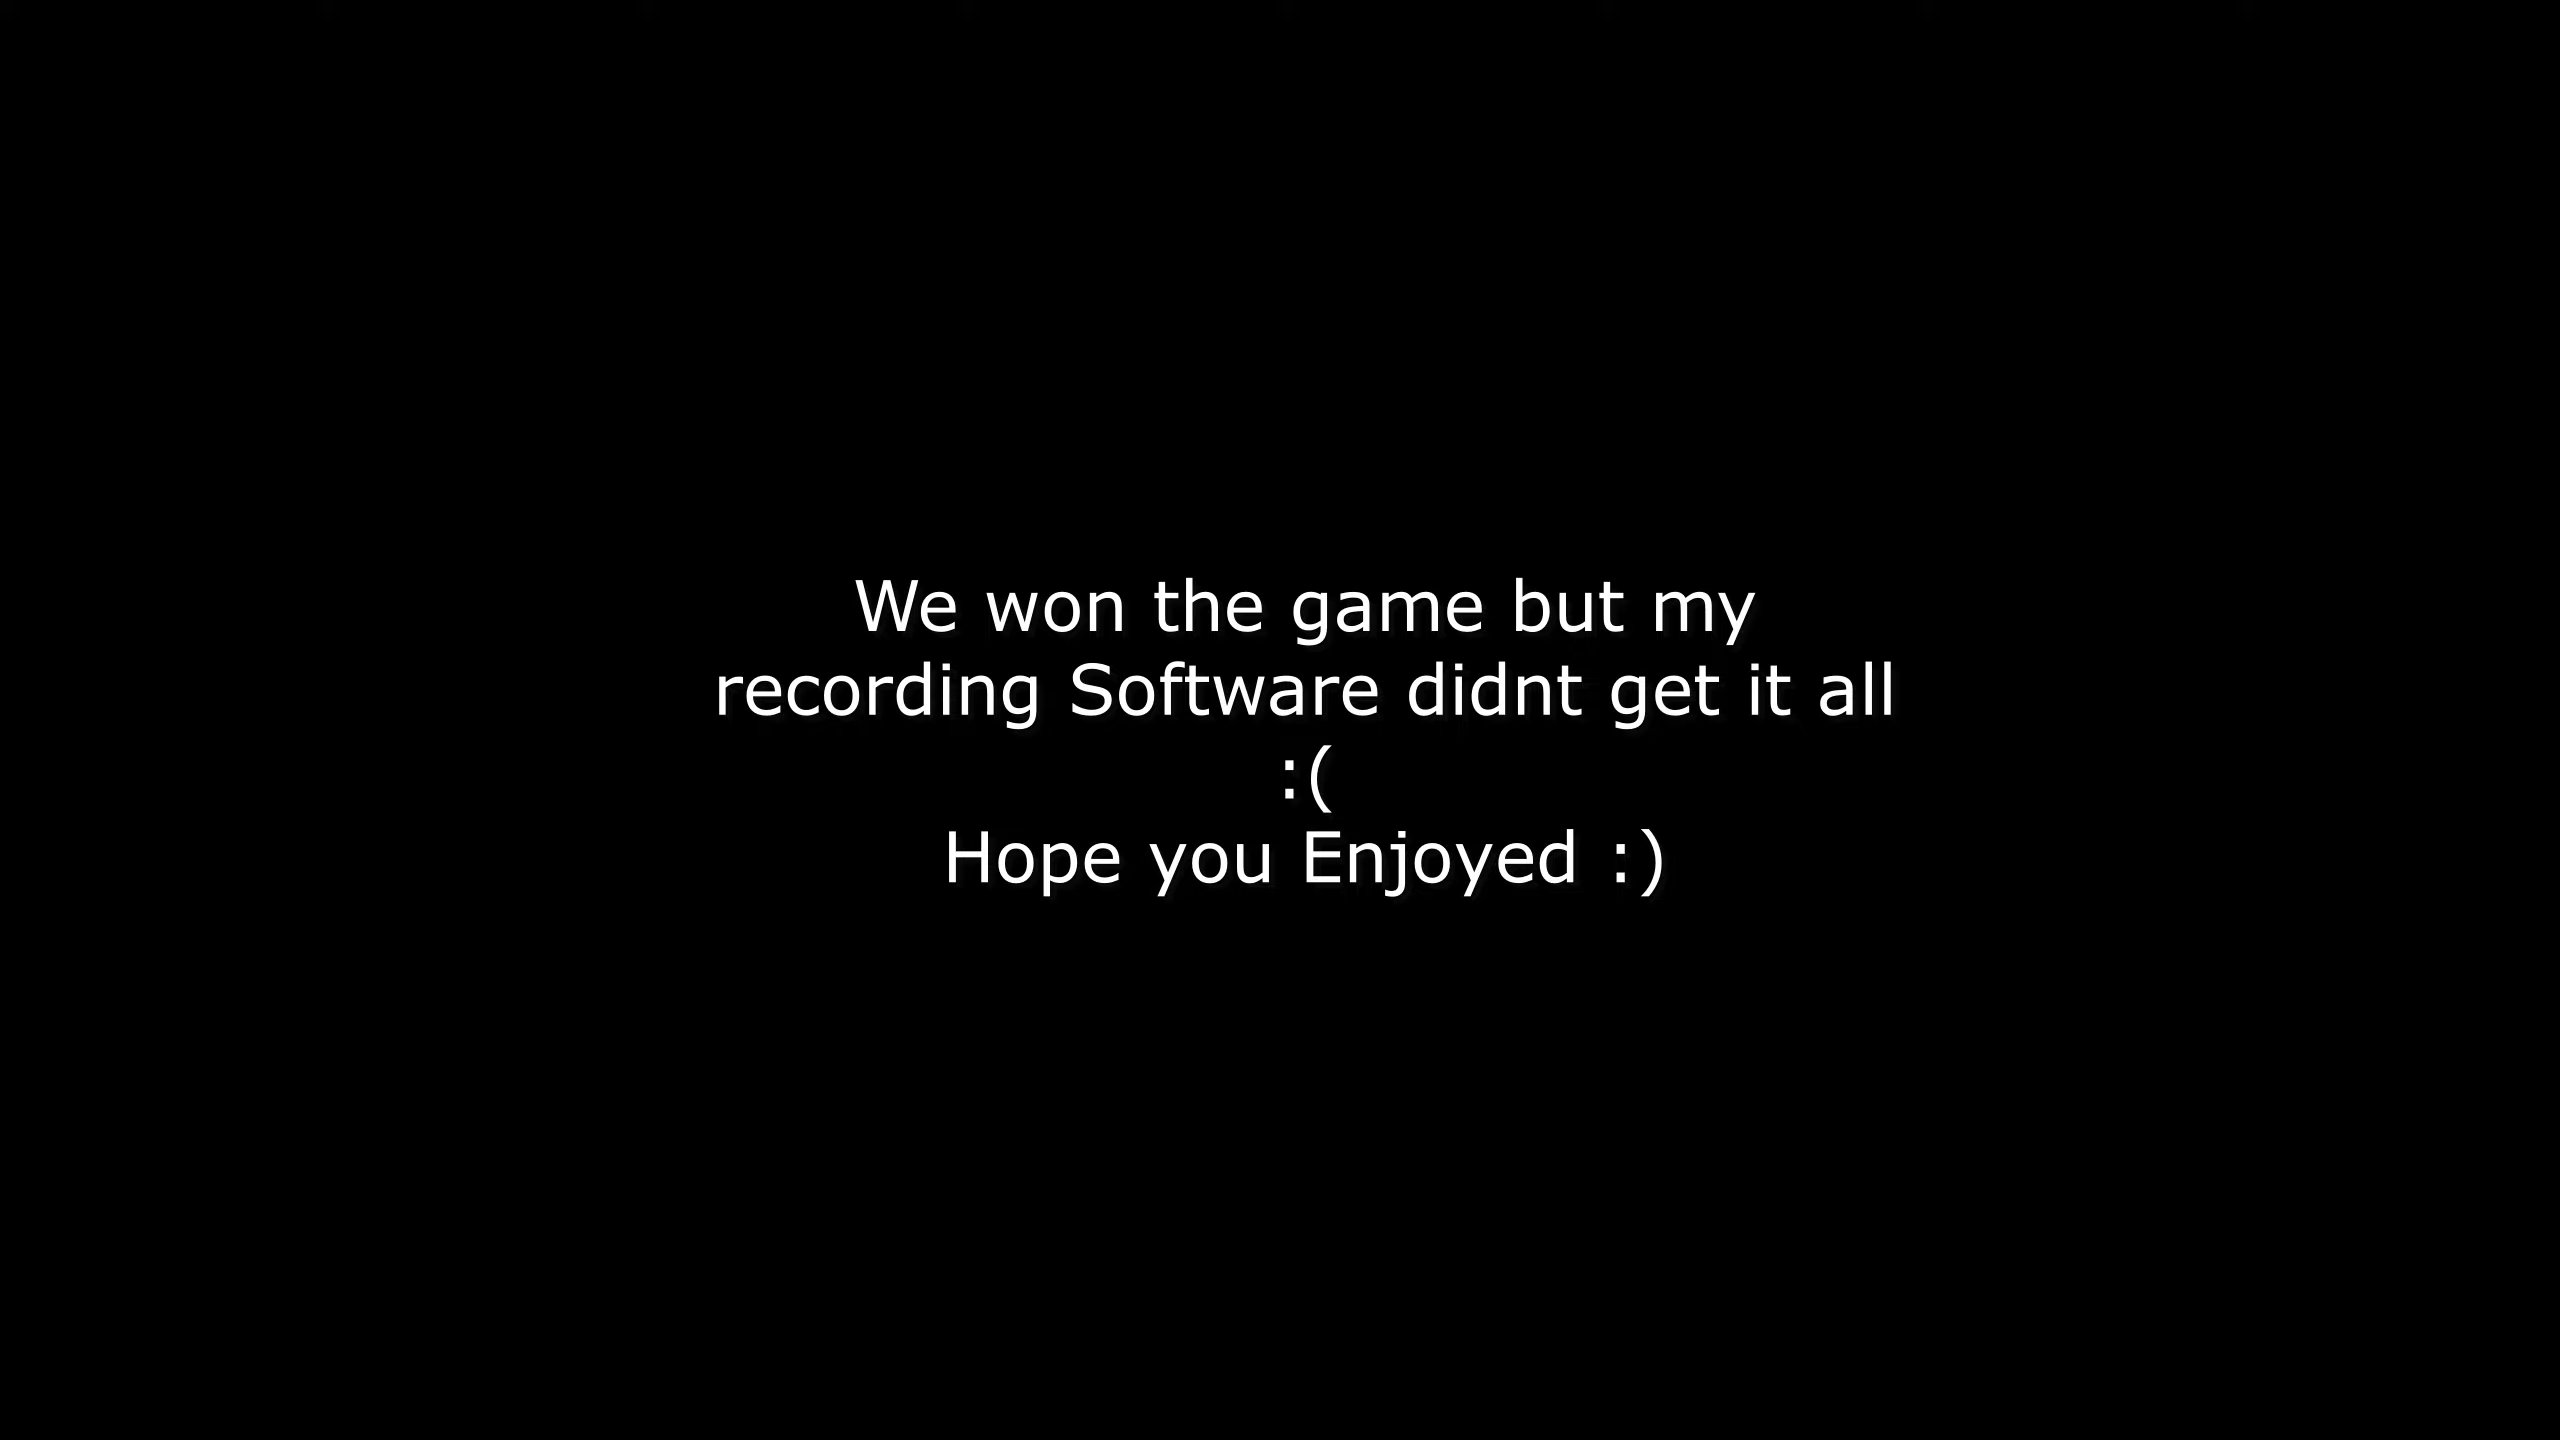 We won the game but my
recording Software didnt get it all
:(
Hope you Enjoyed :)